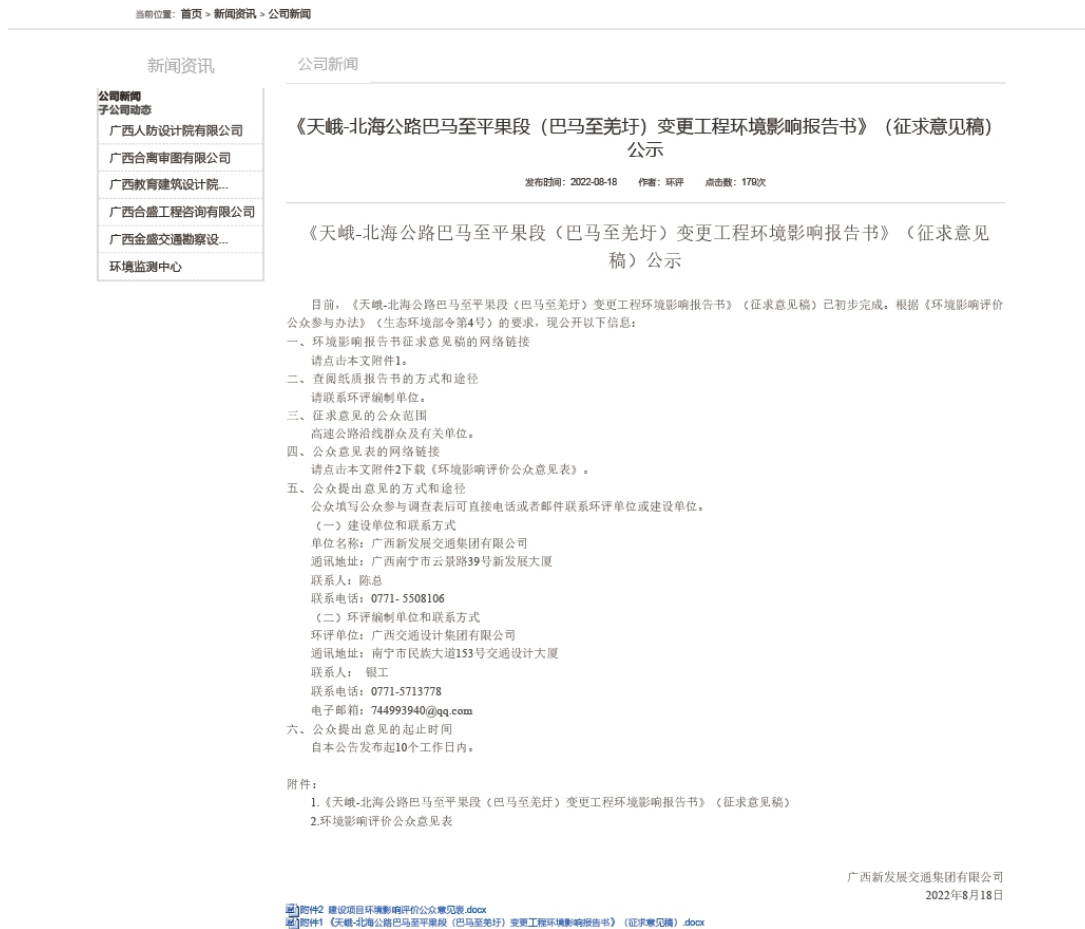 当前位置：首页 > 新闻资讯 > 公司新闻
新闻资讯
公司新闻
子公司动态
广西人防设计院有限公司
广西合寓审图有限公司
广西教育建筑设计院...
广西合盛工程咨询有限公司
广西金盛交通勘察设...
环境监测中心
公司新闻
《天峨-北海公路巴马至平果段（巴马至羌圩）变更工程环境影响报告书》（征求意见稿）
公示
发布时间：2022-08-18 作者：环评 点击数：179次
《天峨-北海公路巴马至平果段（巴马至羌圩）变更工程环境影响报告书》（征求意见
稿）公示
目前，《天峨-北海公路巴马至平果段（巴马至羌圩）变更工程环境影响报告书》（征求意见稿）已初步完成。根据《环境影响评价
公众参与办法》（生态环境部令第4号）的要求，现公开以下信息：
一、环境影响报告书征求意见稿的网络链接
请点击本文附件1。
二、查阅纸质报告书的方式和途径
请联系环评编制单位。
三、征求意见的公众范围
高速公路沿线群众及有关单位。
四、公众意见表的网络链接
请点击本文附件2下载《环境影响评价公众意见表》。
五、公众提出意见的方式和途径
公众填写公众参与调查表后可直接电话或者邮件联系环评单位或建设单位。
（一）建设单位和联系方式
单位名称：广西新发展交通集团有限公司
通讯地址：广西南宁市云景路39号新发展大厦
联系人：陈总
联系电话：0771- 5508106
（二）环评编制单位和联系方式
环评单位：广西交通设计集团有限公司
通讯地址：南宁市民族大道153号交通设计大厦
联系人： 银工
联系电话：0771-5713778
电子邮箱：744993940@qq.com
六、公众提出意见的起止时间
自本公告发布起10个工作日内。
附件：
1.《天峨-北海公路巴马至平果段（巴马至羌圩）变更工程环境影响报告书》（征求意见稿）
2.环境影响评价公众意见表
广西新发展交通集团有限公司
2022年8月18日
附件2 建设项目环境影响评价公众意见表.docx
附件1 《天峨-北海公路巴马至平果段（巴马至羌圩）变更工程环境影响报告书》（征求意见稿）.docx